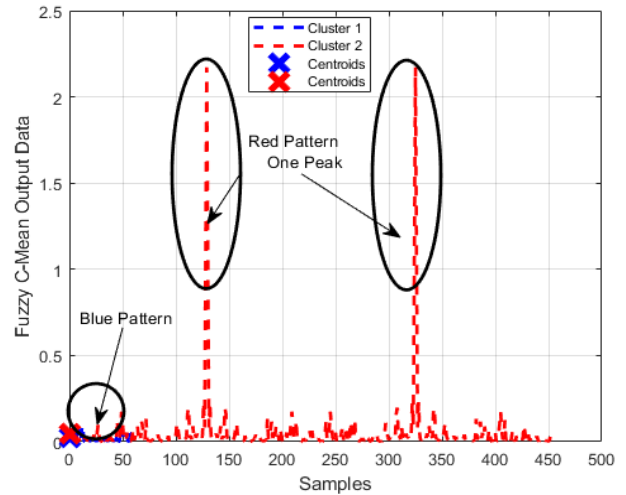 2.5
2
1.5
1
0.5
0
Fuzzy C-Mean Output Data
Cluster 1
Cluster 2
Centroids
Centroids
Red Pattern
One Peak
Blue Pattern
0 50 100 150 200 250 300 350 400 450 500
Samples